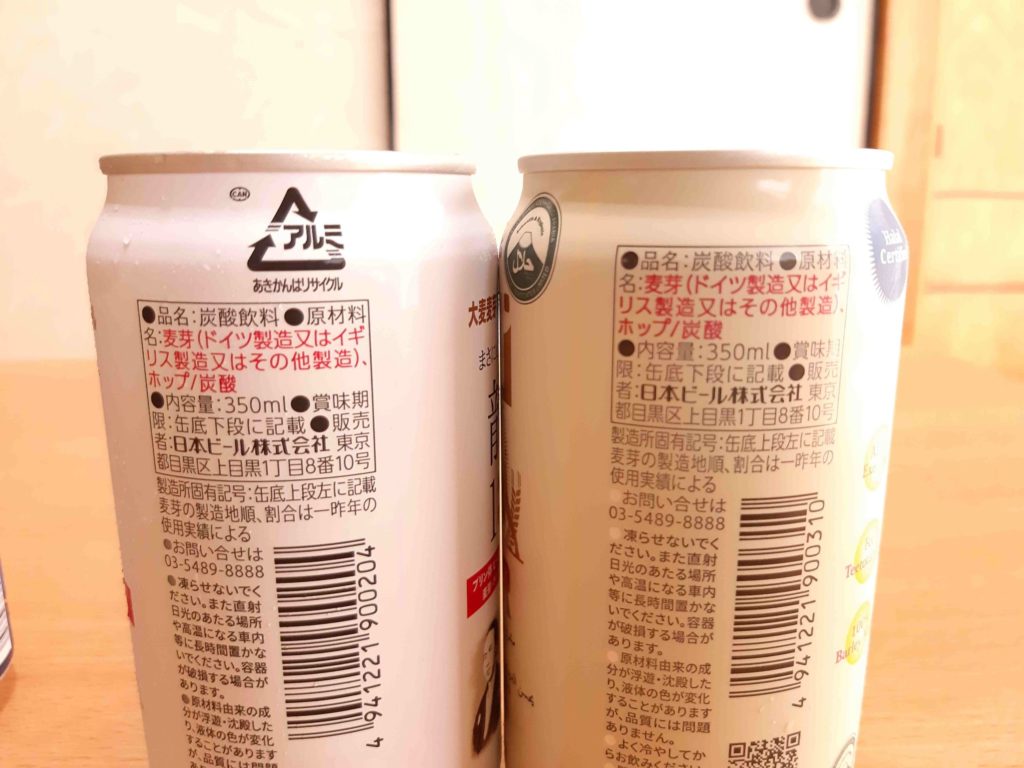 CAN
アルミ
あきかんはリサイクル
●品名:炭酸飲料 ●原材料
名:麦芽(ドイツ製造又はイギ
リス製造又はその他製造)、
ホップ/炭酸
●内容量:350ml ●賞味期
限:缶底下段に記載 ●販売
者:日本ビール株式会社 東京
都目黒区上目黒1丁目8番10号
製造所固有記号:缶底上段左に記載
麦芽の製造地順、割合は一昨年の
使用実績による
●お問い合せは
03-5489-8888
●凍らせないでく
ださい。また直射
日光のあたる場所
や高温になる車内
等に長時間置かな
いでください。容器
が破損する場合が
あります。
●原材料由来の成
分が浮遊・沈殿した
り、液体の色が変化
することがあります
が、品質には問題
4 941221 900204
大麦麦
プリン
Halal
Certifie
●品名:炭酸飲料 ●原材料
名:麦芽(ドイツ製造又はイギ
リス製造又はその他製造)、
ホップ/炭酸
●内容量:350ml ●賞味期
限:缶底下段に記載 ●販売
者:日本ビール株式会社 東京
都目黒区上目黒1丁目8番10号
製造所固有記号:缶底上段左に記載
麦芽の製造地順、割合は一昨年の
使用実績による
●お問い合せは
03-5489-8888
●凍らせないでく
ださい。また直射
日光のあたる場所
や高温になる車内
等に長時間置かな
いでください。容器
が破損する場合が
あります。
●原材料由来の成
分が浮遊・沈殿した
り、液体の色が変化
することがあります
が、品質には問題
ありません。
●よく冷やしてか
らお飲みください
4 941221 900310
100%
Barley